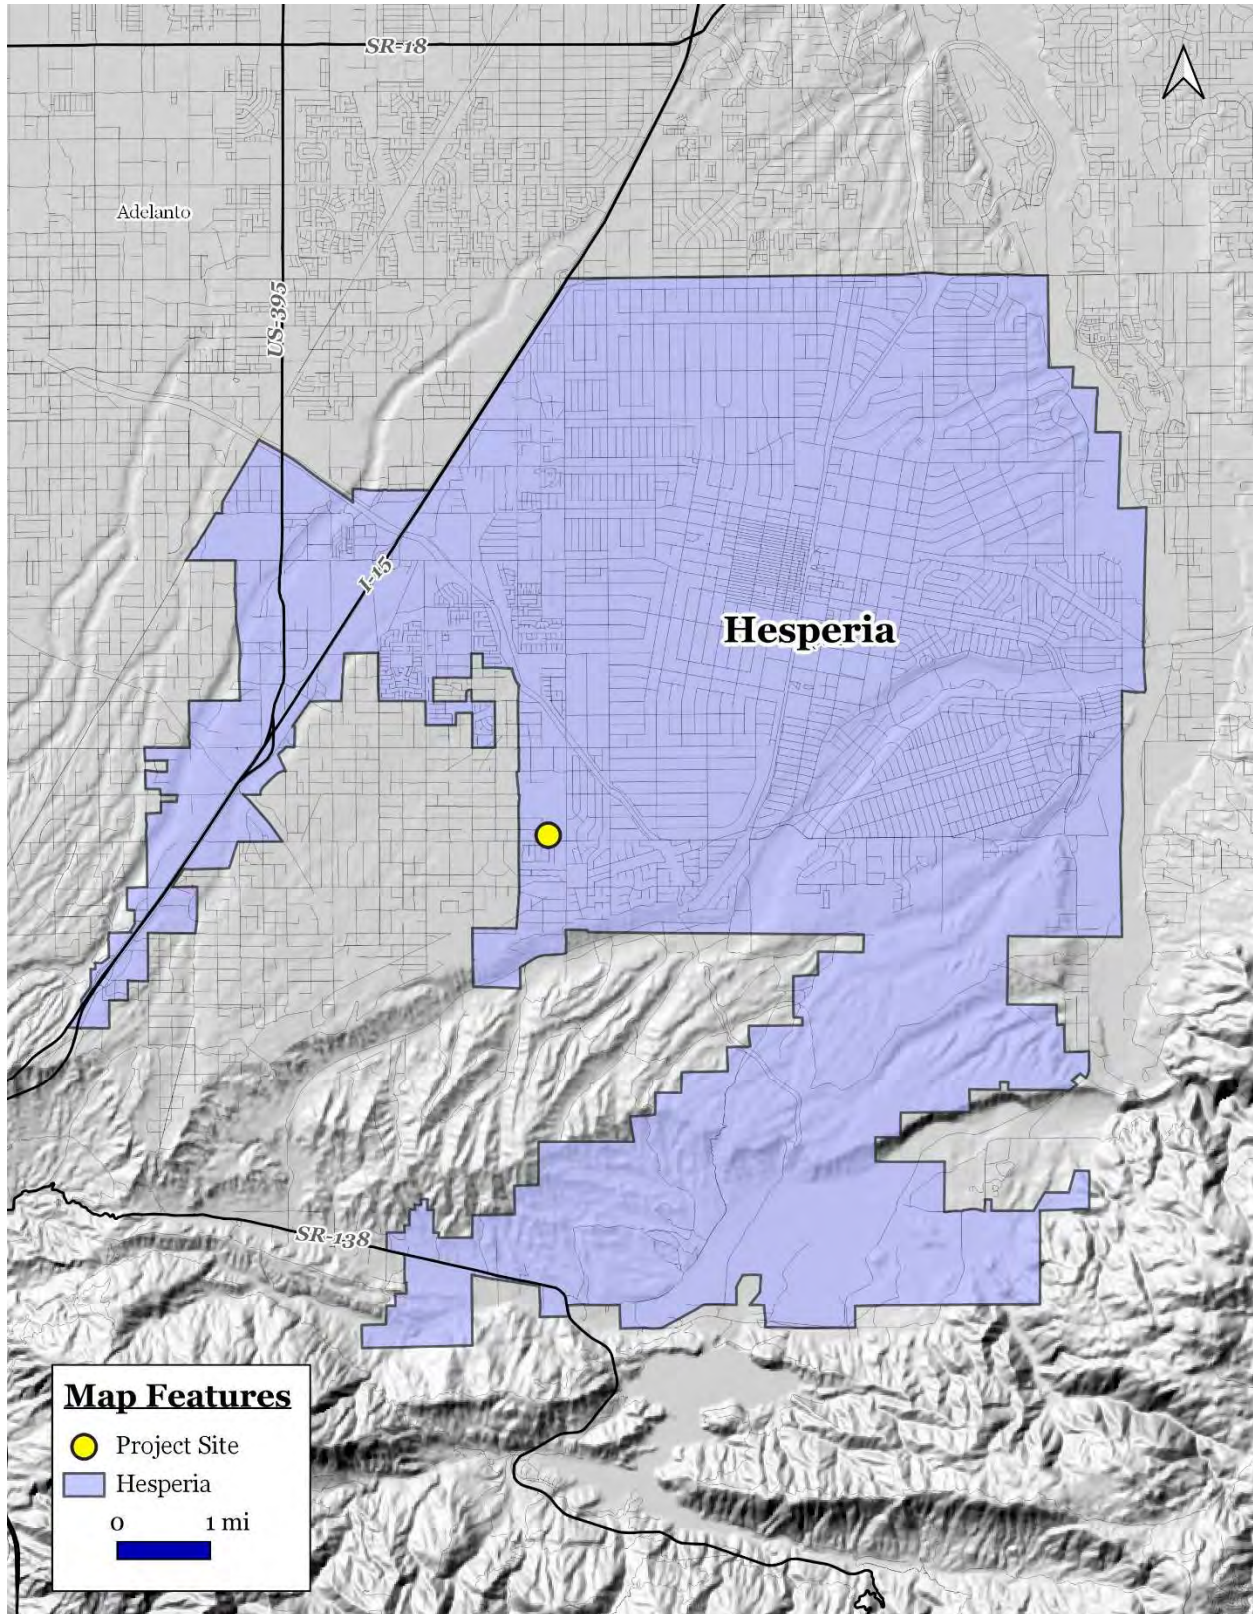 SR-18
Adelanto
US-395
I-15
Hesperia
SR-138
Map Features
Project Site
Hesperia
0 1 mi